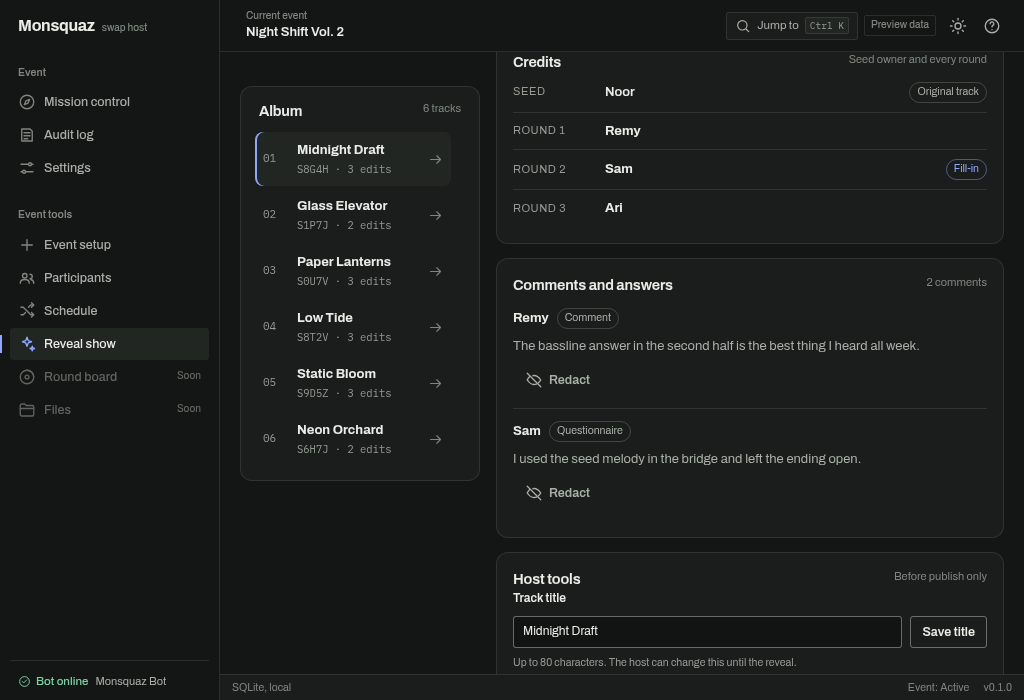 Monsquaz swap host
Event
Mission control
Audit log
Settings
Event tools
Event setup
Participants
Schedule
Reveal show
Round board Soon
Files Soon
Bot online Monsquaz Bot
Current event
Night Shift Vol. 2
Jump to Ctrl K
Preview data
Album 6 tracks
01 Midnight Draft
S8G4H · 3 edits
02 Glass Elevator
S1P7J · 2 edits
03 Paper Lanterns
S0U7V · 3 edits
04 Low Tide
S8T2V · 3 edits
05 Static Bloom
S9D5Z · 3 edits
06 Neon Orchard
S6H7J · 2 edits
Credits Seed owner and every round
SEED Noor Original track
ROUND 1 Remy
ROUND 2 Sam Fill-in
ROUND 3 Ari
Comments and answers 2 comments
Remy Comment
The bassline answer in the second half is the best thing I heard all week.
Redact
Sam Questionnaire
I used the seed melody in the bridge and left the ending open.
Redact
Host tools Before publish only
Track title
Midnight Draft Save title
Up to 80 characters. The host can change this until the reveal.
SQLite, local Event: Active v0.1.0